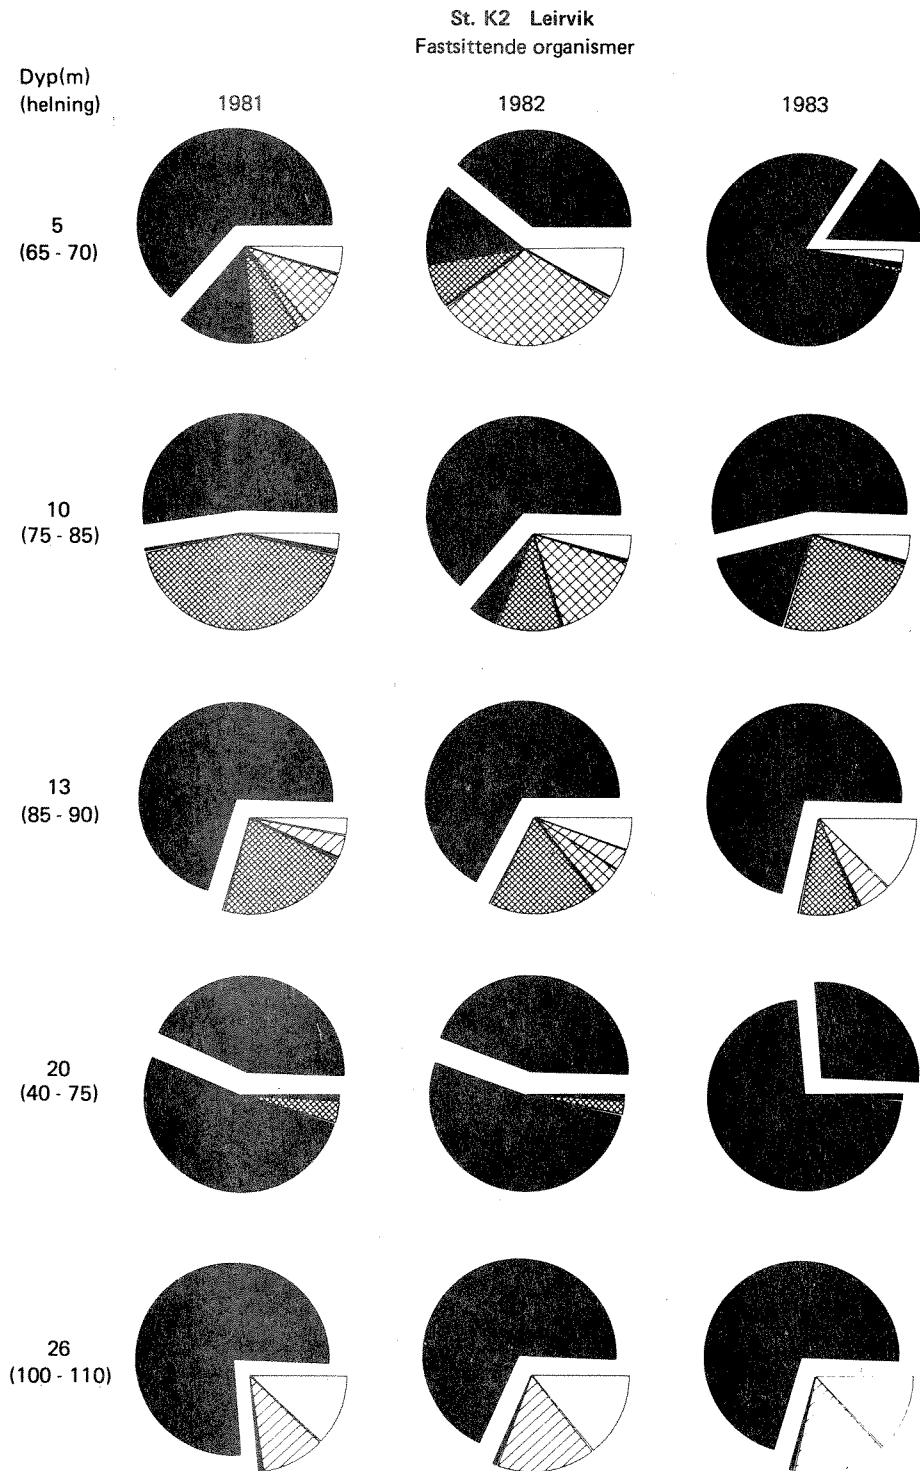 St. K2 Leirvik
Fastsittende organismer
Dyp(m)
(helning)
1981 1982 1983
5
(65 - 70)
10
(75 - 85)
13
(85 - 90)
20
(40 - 75)
26
(100 - 110)